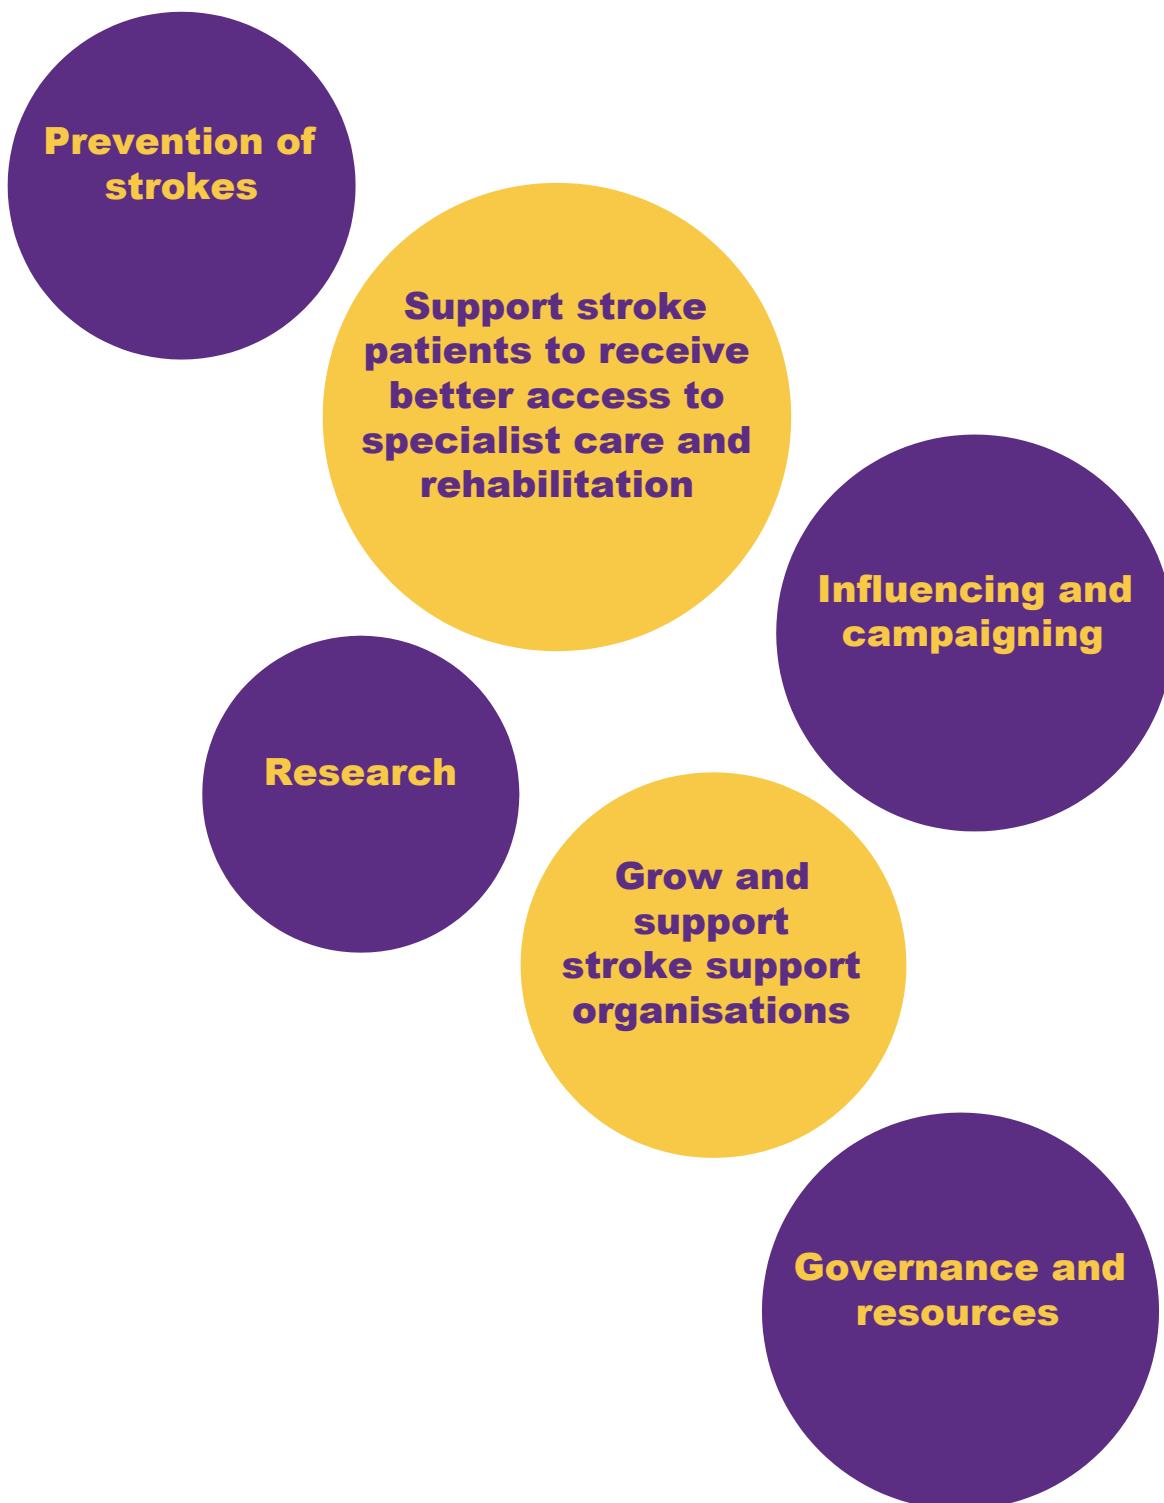 Prevention of
strokes
Support stroke
patients to receive
better access to
specialist care and
rehabilitation
Influencing and
campaigning
Research
Grow and
support
stroke support
organisations
Governance and
resources